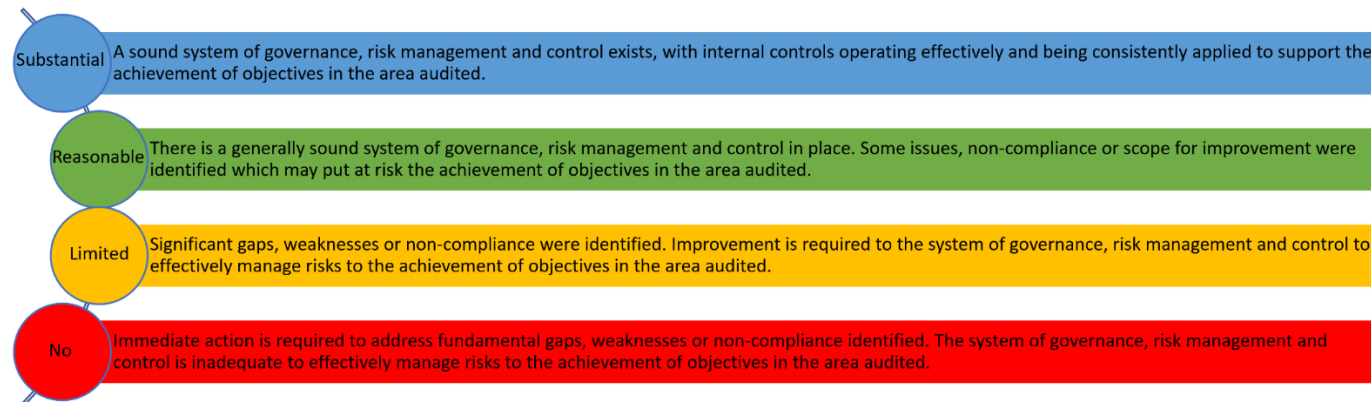 Substantial
A sound system of governance, risk management and control exists, with internal controls operating effectively and being consistently applied to support the
achievement of objectives in the area audited.
Reasonable
There is a generally sound system of governance, risk management and control in place. Some issues, non-compliance or scope for improvement were
identified which may put at risk the achievement of objectives in the area audited.
Limited
Significant gaps, weaknesses or non-compliance were identified. Improvement is required to the system of governance, risk management and control to
effectively manage risks to the achievement of objectives in the area audited.
No
Immediate action is required to address fundamental gaps, weaknesses or non-compliance identified. The system of governance, risk management and
control is inadequate to effectively manage risks to the achievement of objectives in the area audited.